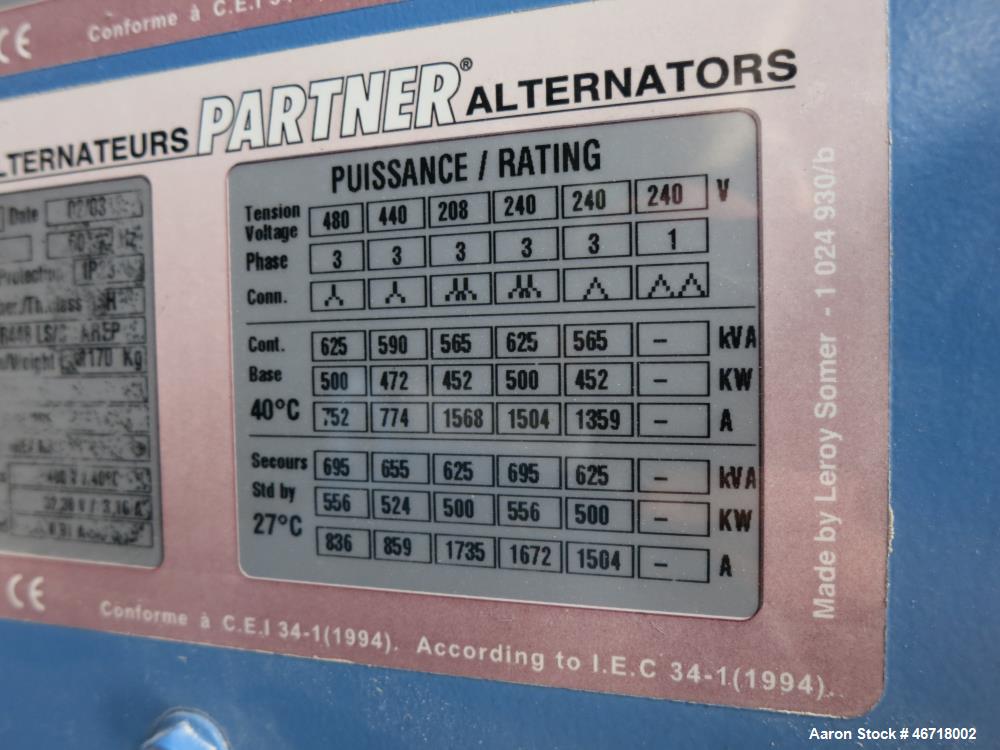 CE Conforme à C.E.I
ALTERNATEURS PARTNER® ALTERNATORS
Date
Kg
PUISSANCE / RATING
Tension Voltage 480 440 208 240 240 240 V
Phase 3 3 3 3 3 1
Conn.
Cont. 625 590 565 625 565 – kVA
Base 500 472 452 500 452 – KW
40°C 752 774 1568 1504 1359 – A
Secours 695 655 625 695 625 – kVA
Std by 556 524 500 556 500 – KW
27°C 836 859 1735 1672 1504 – A
CE Conforme à C.E.I 34-1(1994). According to I.E.C 34-1(1994).
Made by Leroy Somer - 1 024 930/b
Aaron Stock # 46718002